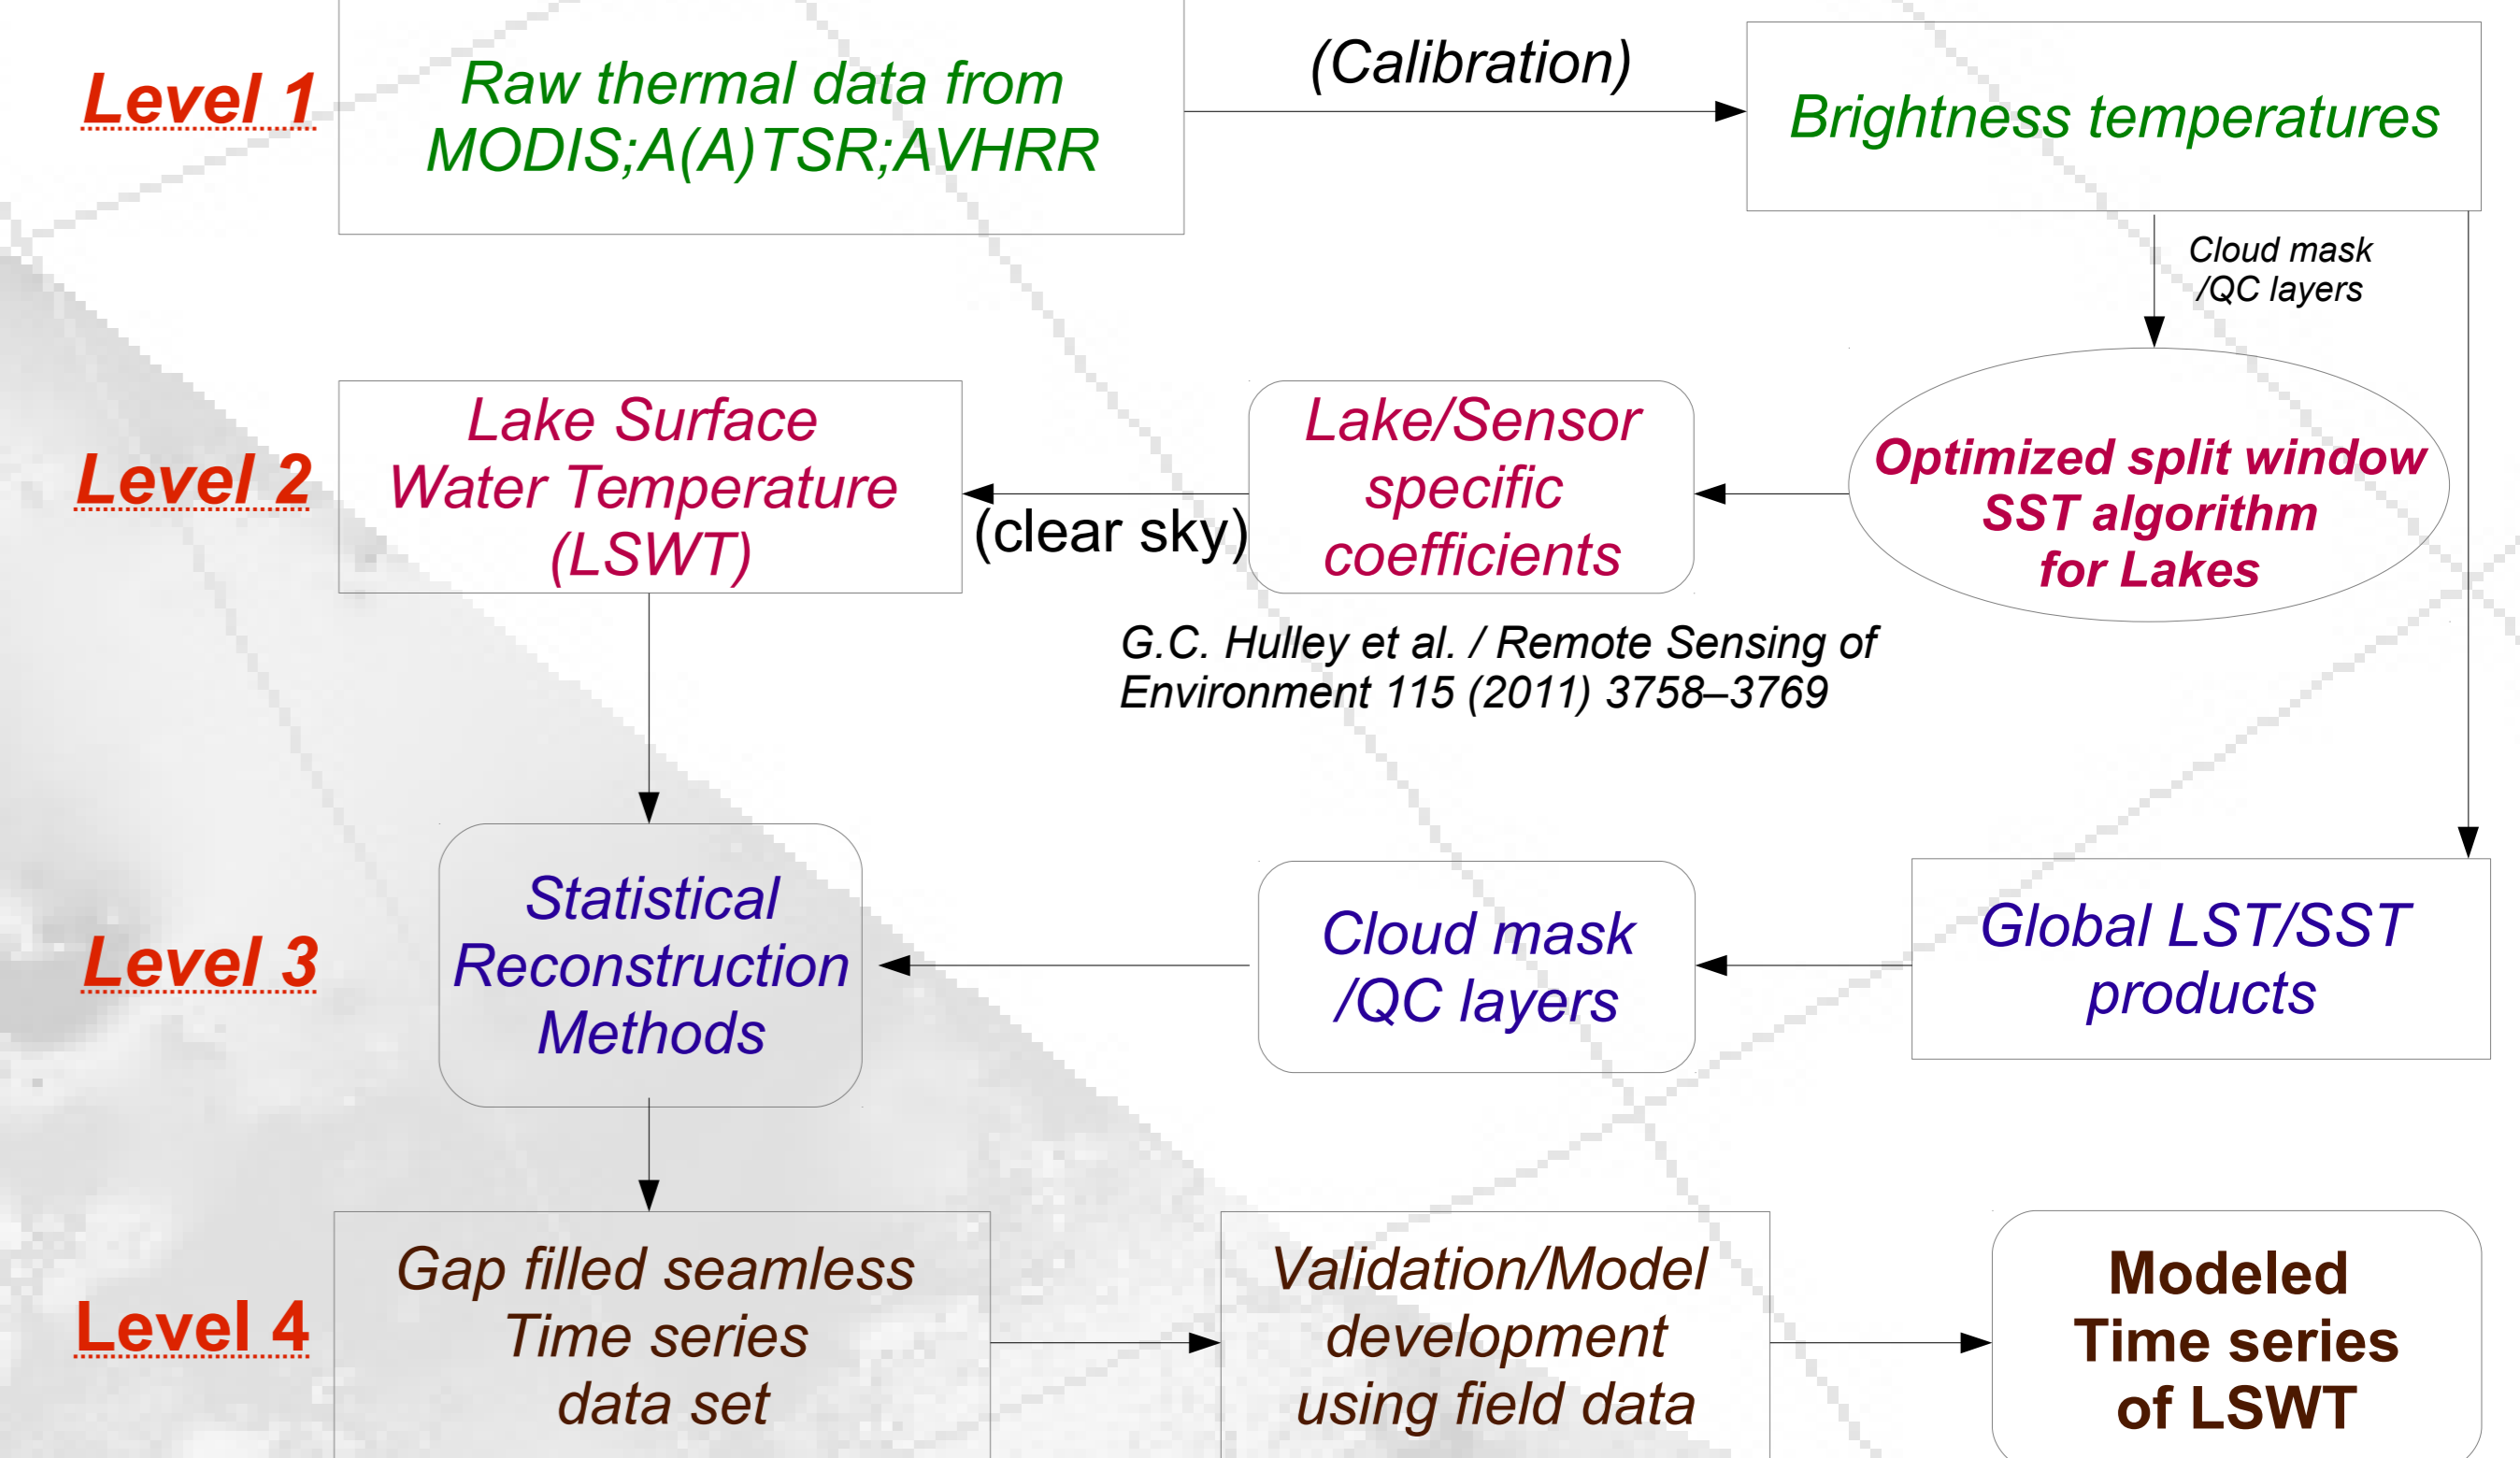 Level 1
Raw thermal data from
MODIS;A(A)TSR;AVHRR
(Calibration)
Brightness temperatures
Cloud mask
/QC layers
Level 2
Lake Surface
Water Temperature
(LSWT)
(clear sky)
Lake/Sensor
specific
coefficients
Optimized split window
SST algorithm
for Lakes
G.C. Hulley et al. / Remote Sensing of
Environment 115 (2011) 3758–3769
Level 3
Statistical
Reconstruction
Methods
Cloud mask
/QC layers
Global LST/SST
products
Level 4
Gap filled seamless
Time series
data set
Validation/Model
development
using field data
Modeled
Time series
of LSWT